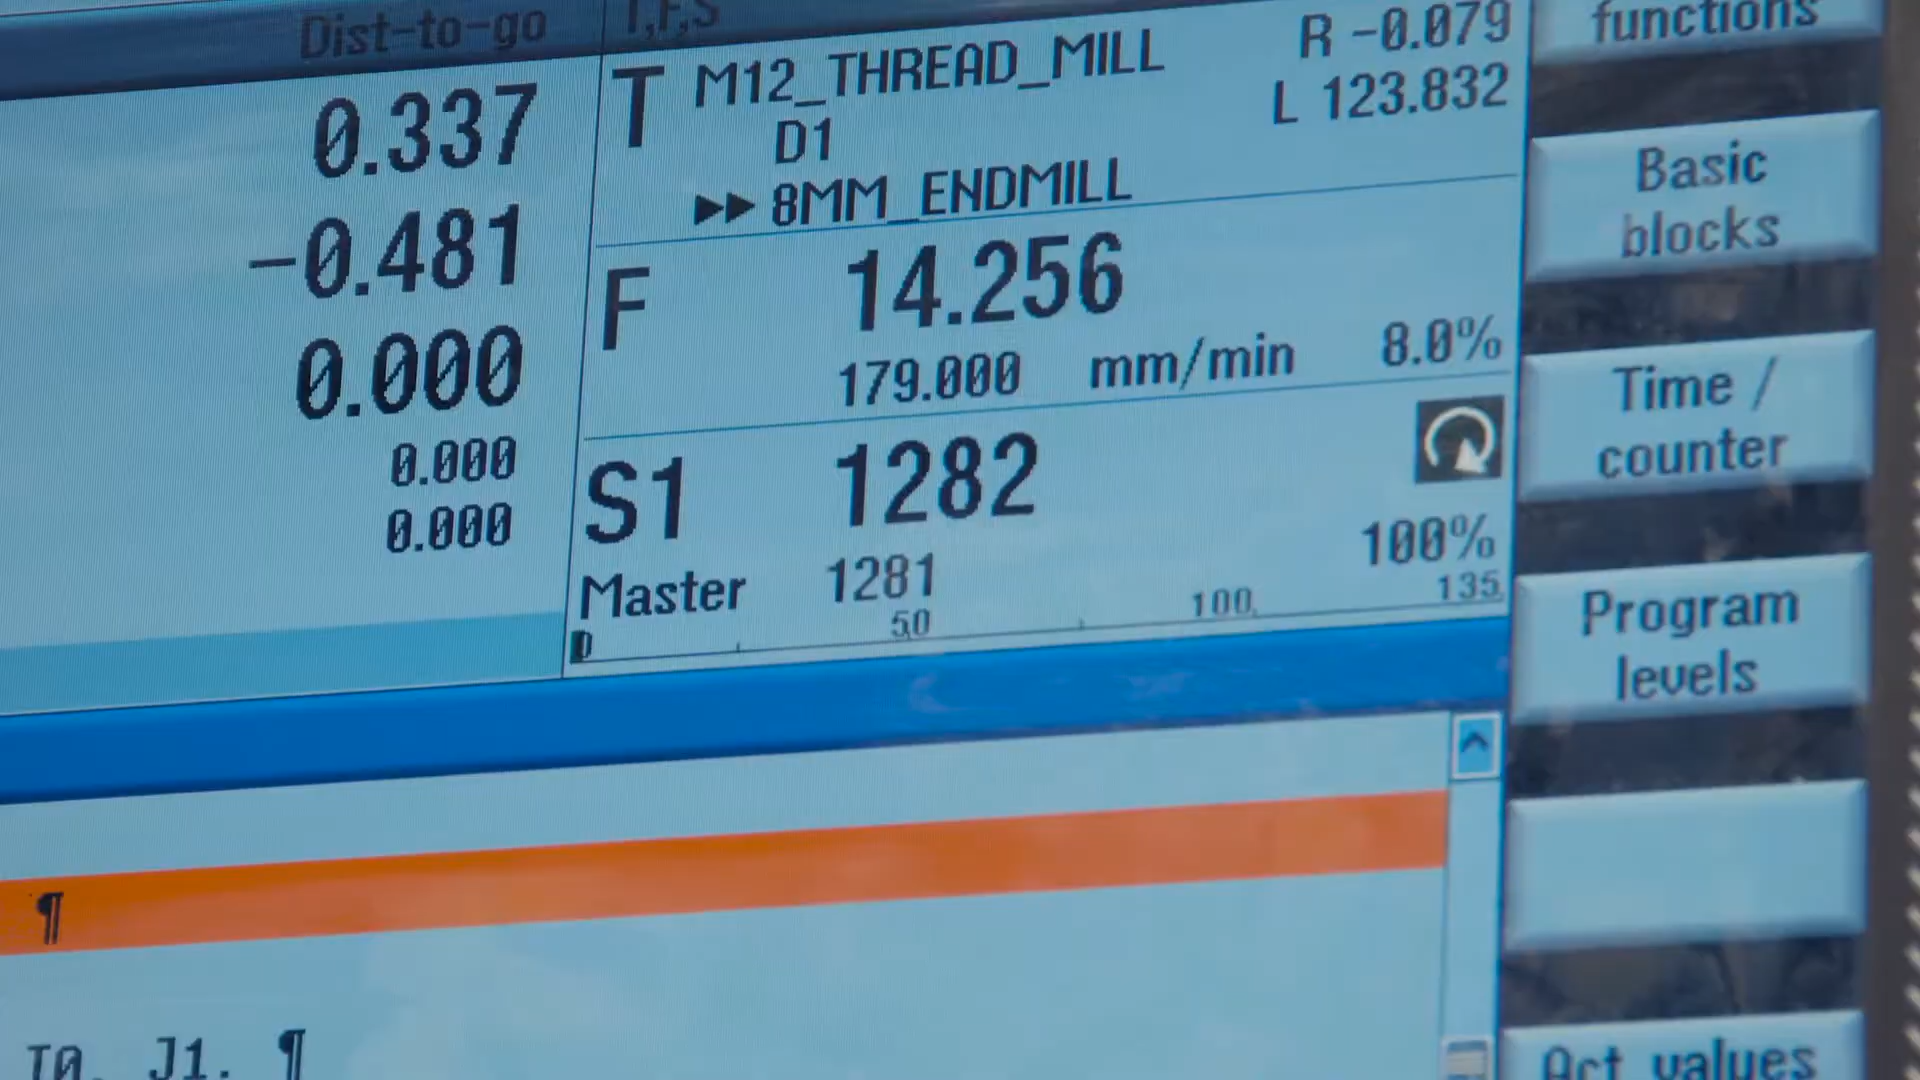 Dist-to-go
T,F,S
0.337
-0.481
0.000
0.000
0.000
T M12_THREAD_MILL
R -0.079
D1
L 123.832
▶▶ 8MM_ENDMILL
F 14.256
179.000 mm/min 8.0%
S1 1282
Master 1281 100%
0 50 100 135
functions
Basic
blocks
Time /
counter
Program
levels
Act values
¶
J1. ¶